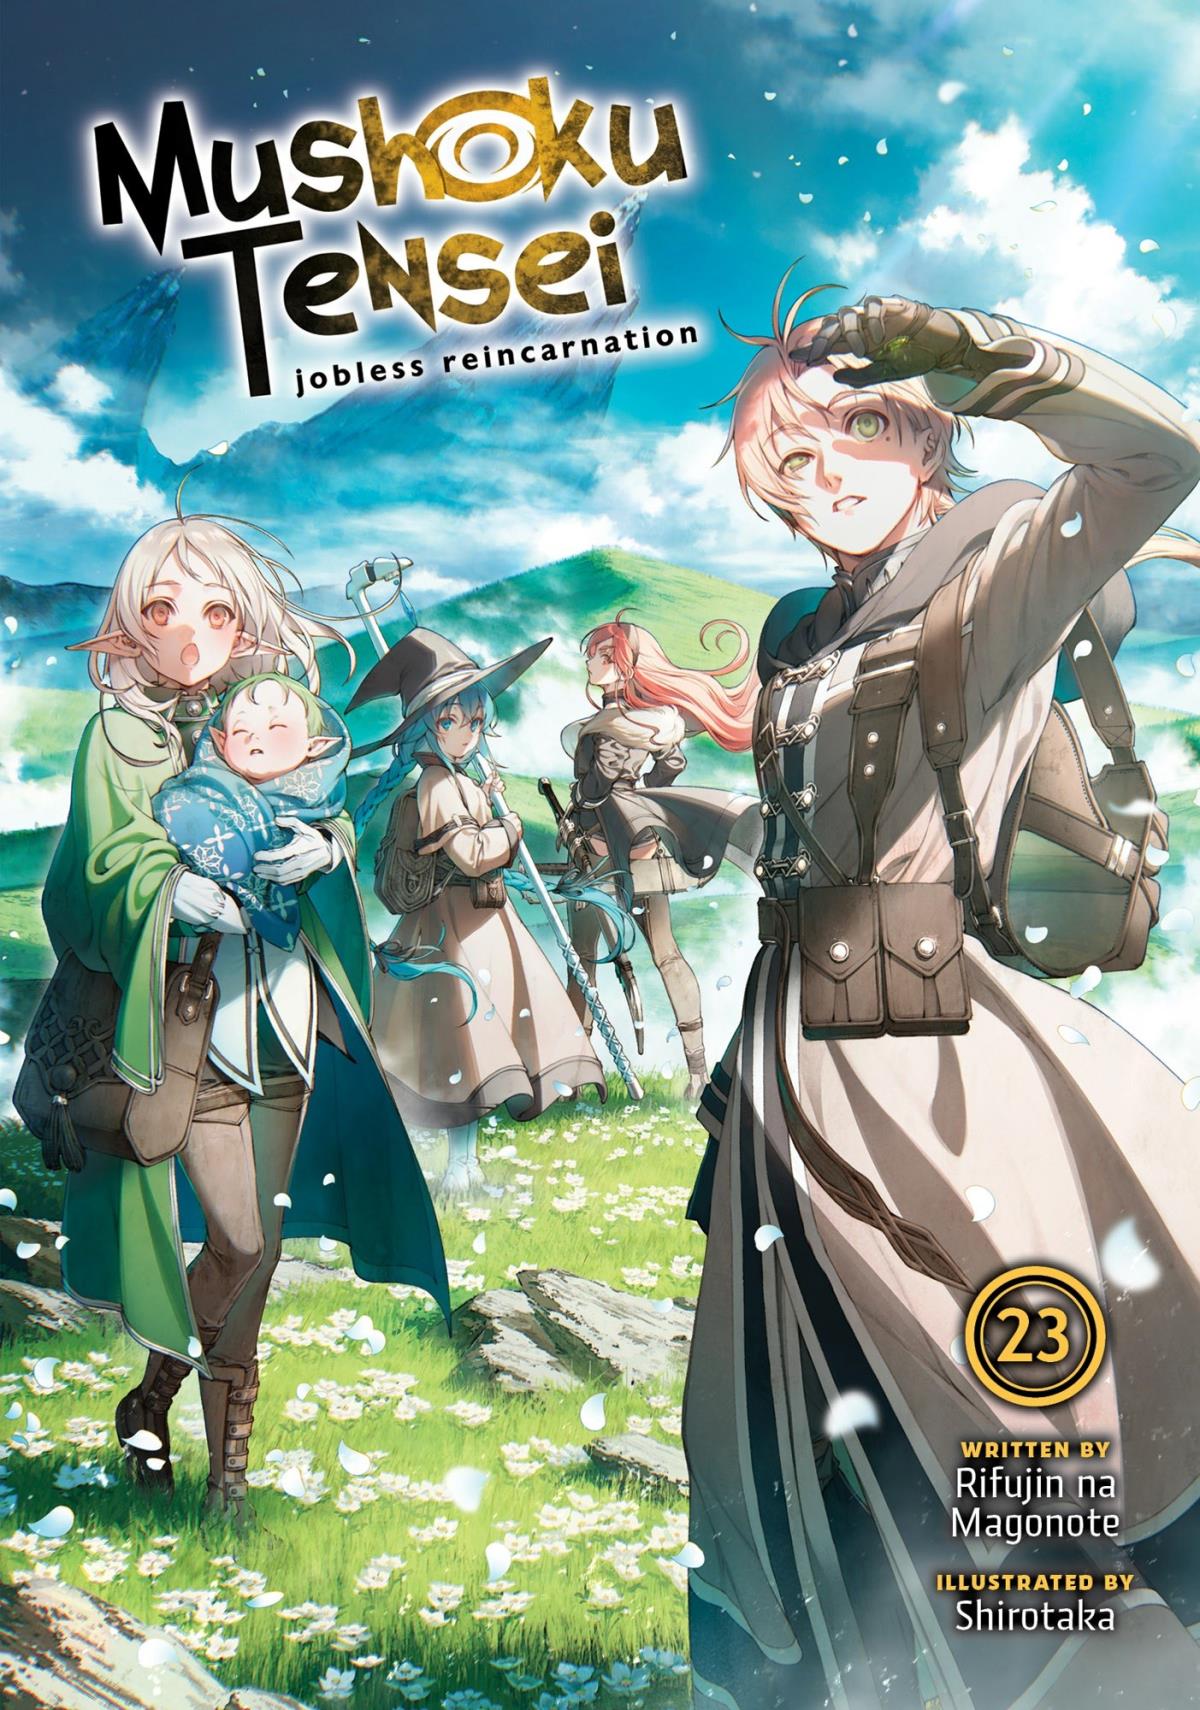 Mushoku
Tensei
jobless reincarnation
23
WRITTEN BY
Rifujin na
Magonote
ILLUSTRATED BY
Shirotaka